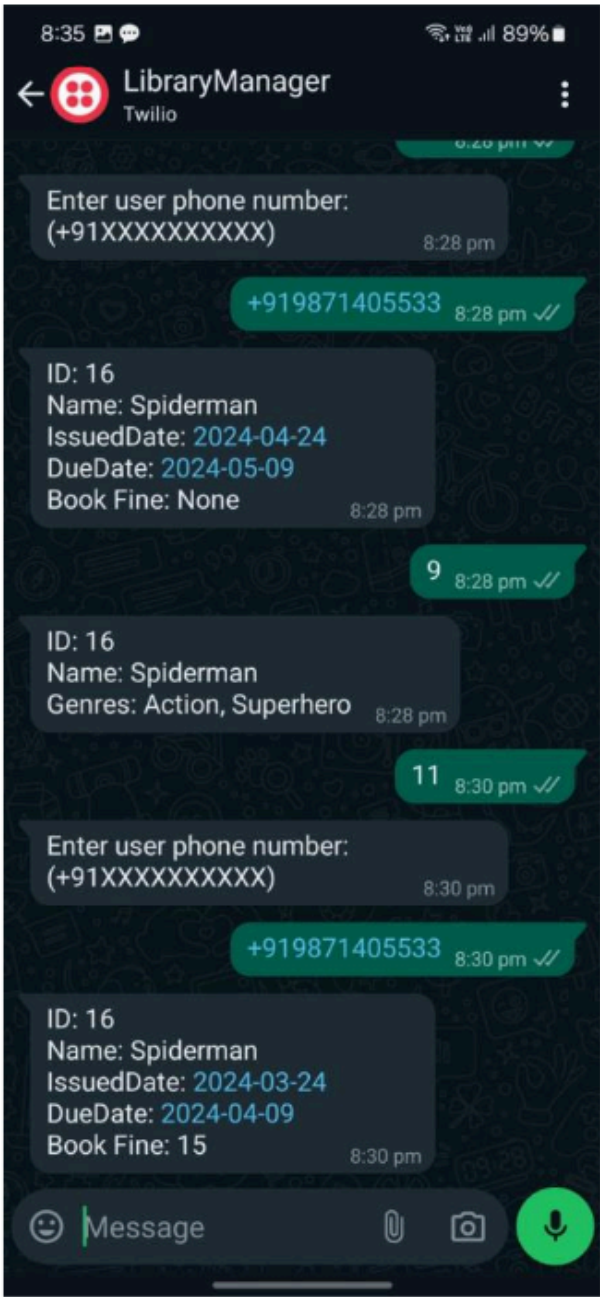 8:35 89%
LibraryManager
Twilio
8:28 pm
Enter user phone number:
(+91XXXXXXXXXX) 8:28 pm
+919871405533 8:28 pm
ID: 16
Name: Spiderman
IssuedDate: 2024-04-24
DueDate: 2024-05-09
Book Fine: None 8:28 pm
9 8:28 pm
ID: 16
Name: Spiderman
Genres: Action, Superhero 8:28 pm
11 8:30 pm
Enter user phone number:
(+91XXXXXXXXXX) 8:30 pm
+919871405533 8:30 pm
ID: 16
Name: Spiderman
IssuedDate: 2024-03-24
DueDate: 2024-04-09
Book Fine: 15 8:30 pm
Message